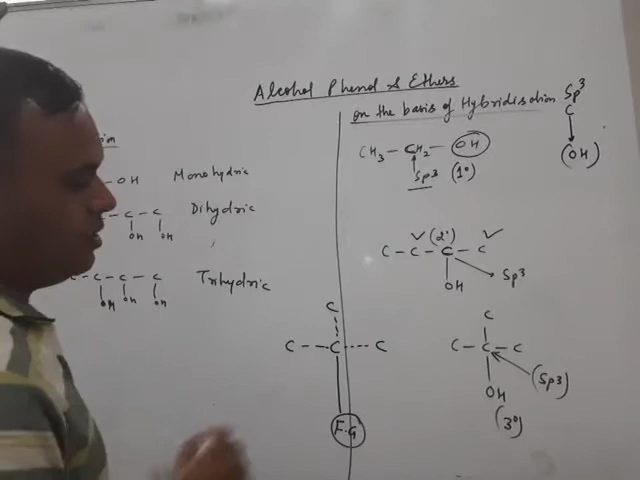 Alcohol Phenol & Ethers
- OH Monohydric
C - C Dihydric
OH OH
C - C - C Trihydric
OH OH OH
on the basis of Hybridisation
Sp3
C
(OH)
CH3 - CH2 - OH
Sp3 (1°)
(2°)
C - C - C - C
OH Sp3
C
C - C - C
F.G
C
C - C - C
OH (Sp3)
(3°)